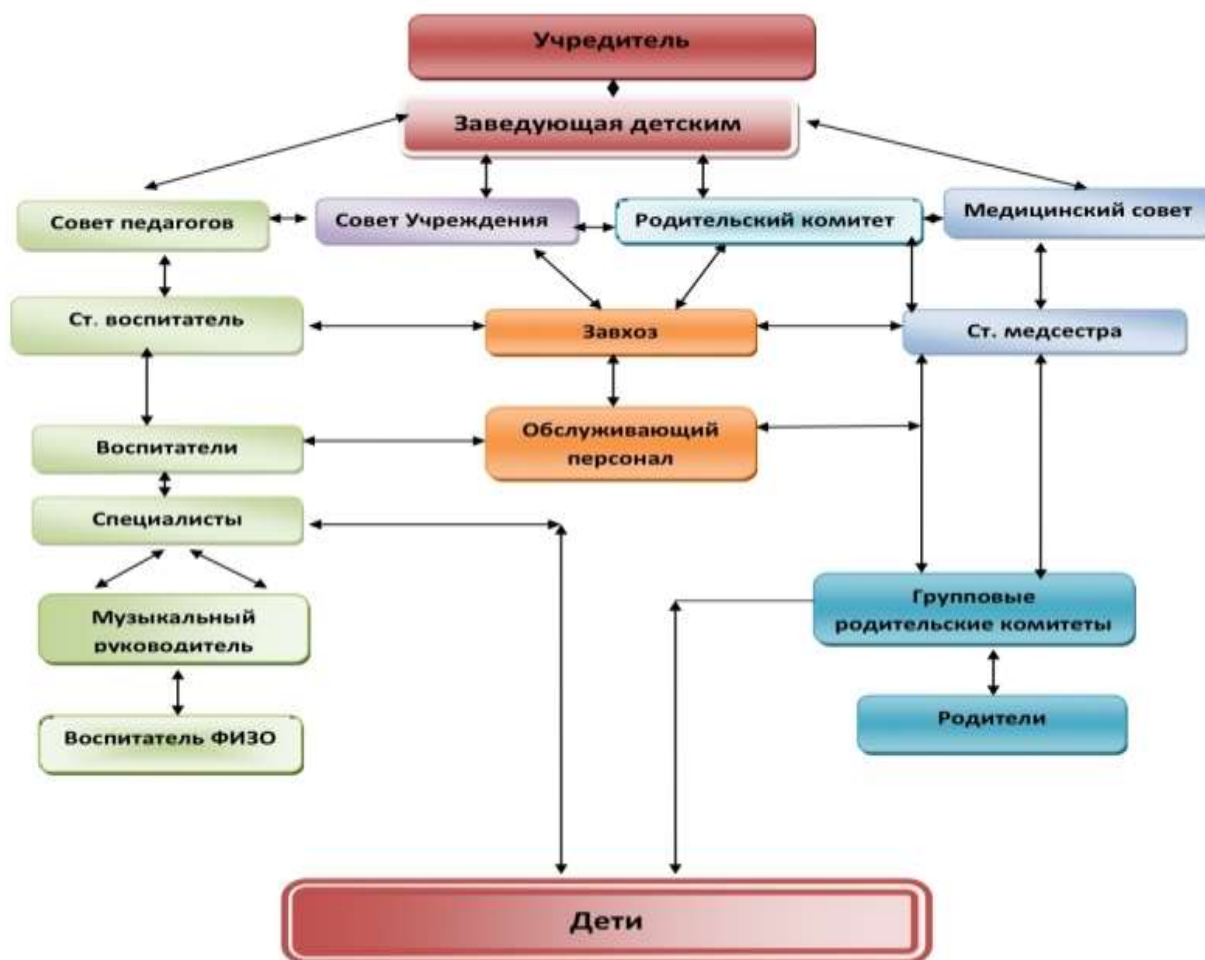 Учредитель
Заведующая детским
Совет педагогов
Совет Учреждения
Родительский комитет
Медицинский совет
Ст. воспитатель
Завхоз
Ст. медсестра
Воспитатели
Обслуживающий
персонал
Специалисты
Музыкальный
руководитель
Групповые
родительские комитеты
Воспитатель ФИЗО
Родители
Дети